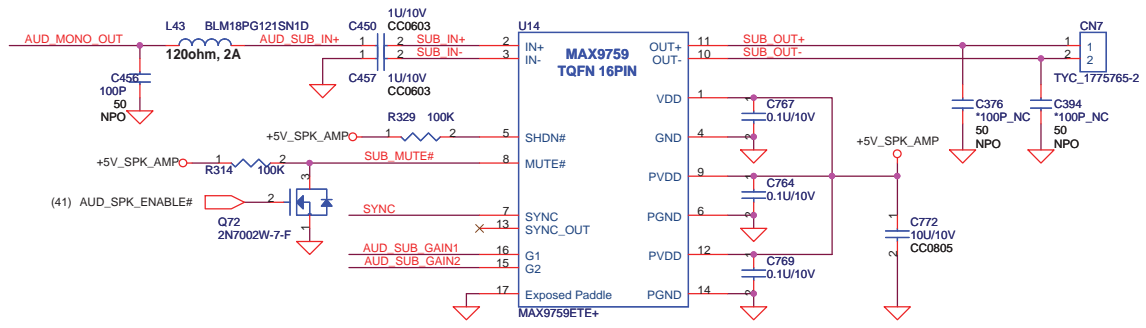 L43 BLM18PG121SN1D
AUD_MONO_OUT
120ohm, 2A
AUD_SUB_IN+
C450
1U/10V
CC0603
2
SUB_IN+
2
SUB_IN-
C457
1U/10V
CC0603
C456
100P
50
NPO
U14
MAX9759
TQFN 16PIN
2 IN+
3 IN-
OUT+ 11 SUB_OUT+
OUT- 10 SUB_OUT-
CN7
1 1
2 2
TYC_1775765-2
C376
*100P_NC
50
NPO
C394
*100P_NC
50
NPO
R329 100K
+5V_SPK_AMP 1 2 5 SHDN#
+5V_SPK_AMP 1 2 SUB_MUTE# 8 MUTE#
R314 100K
3
(41) AUD_SPK_ENABLE# 2
1
Q72
2N7002W-7-F
SYNC 7 SYNC
13 SYNC_OUT
AUD_SUB_GAIN1 16 G1
AUD_SUB_GAIN2 15 G2
17 Exposed Paddle
MAX9759ETE+
VDD 1
1
C767
0.1U/10V
2
GND 4
PVDD 9
1
C764
0.1U/10V
2
PGND 6
PVDD 12
1
C769
0.1U/10V
2
PGND 14
+5V_SPK_AMP
1
C772
10U/10V
CC0805
2